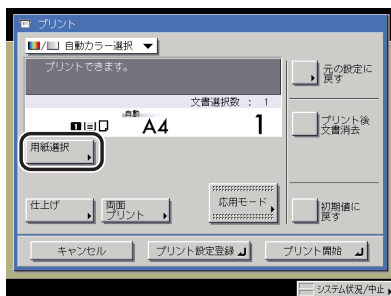 プリント
自動カラー選択
プリントできます。
文書選択数 : 1
1 自動 A4 1
用紙選択
仕上げ
両面
プリント
応用モード
元の設定に
戻す
プリント後
文書消去
初期値に
戻す
キャンセル
プリント設定登録
プリント開始
システム状況/中止